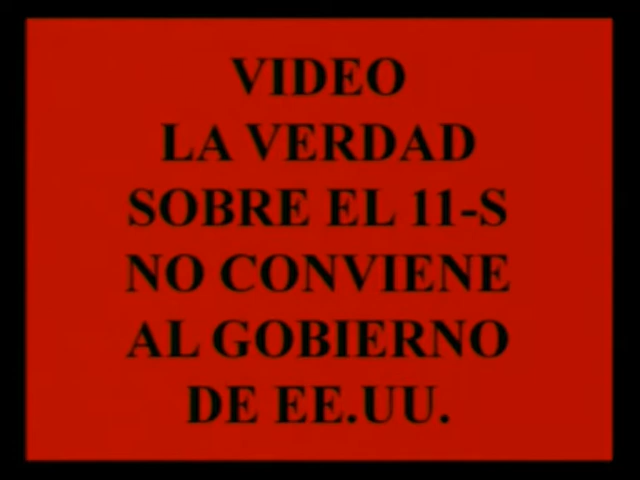 VIDEO
LA VERDAD
SOBRE EL 11-S
NO CONVIENE
AL GOBIERNO
DE EE.UU.